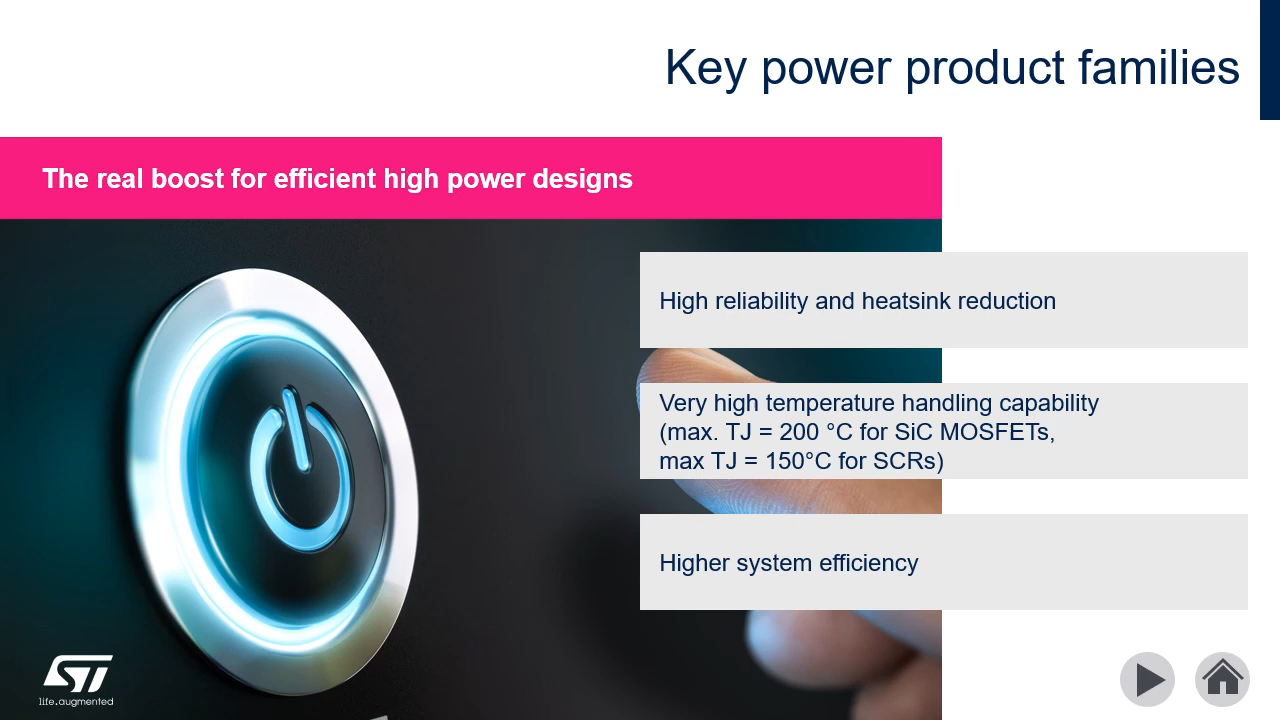 Key power product families
The real boost for efficient high power designs
High reliability and heatsink reduction
Very high temperature handling capability
(max. TJ = 200 °C for SiC MOSFETs,
max TJ = 150°C for SCRs)
Higher system efficiency
ST
life.augmented